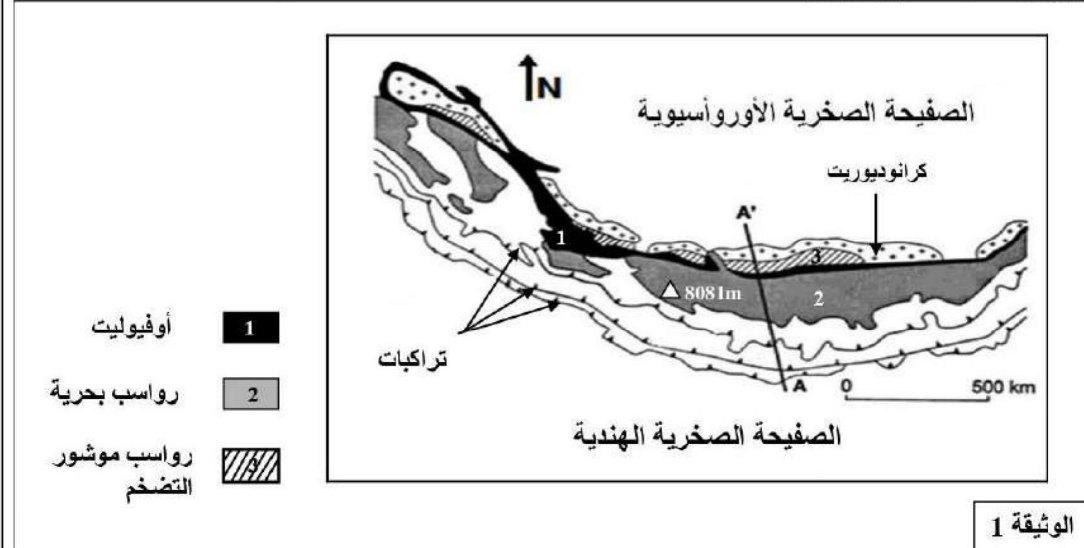 N
الصفيحة الصخرية الأوروأسيوية
كرانوديوريت
A'
1
3
8081m
2
تراكبات
A
0
500 km
الصفيحة الصخرية الهندية
1
أوفيوليت
2
رواسب بحرية
3
رواسب موشور
التضخم
الوثيقة 1